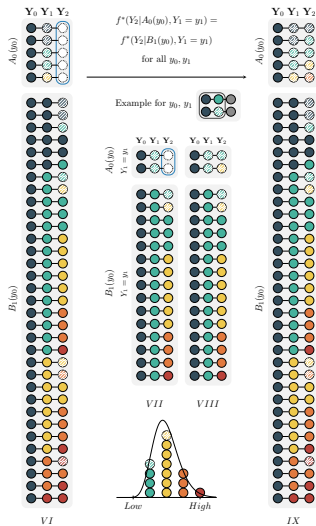 Y₀ Y₁ Y₂
A₀(y₀)
B₁(y₀)
VI
f*(Y₂|A₀(y₀), Y₁ = y₁) =
f*(Y₂|B₁(y₀), Y₁ = y₁)
for all y₀, y₁
Example for y₀, y₁
Y₀ Y₁ Y₂ Y₀ Y₁ Y₂
A₀(y₀)
Y₁ = y₁
B₁(y₀)
Y₁ = y₁
VII VIII
Low High
Y₀ Y₁ Y₂
A₀(y₀)
B₁(y₀)
IX